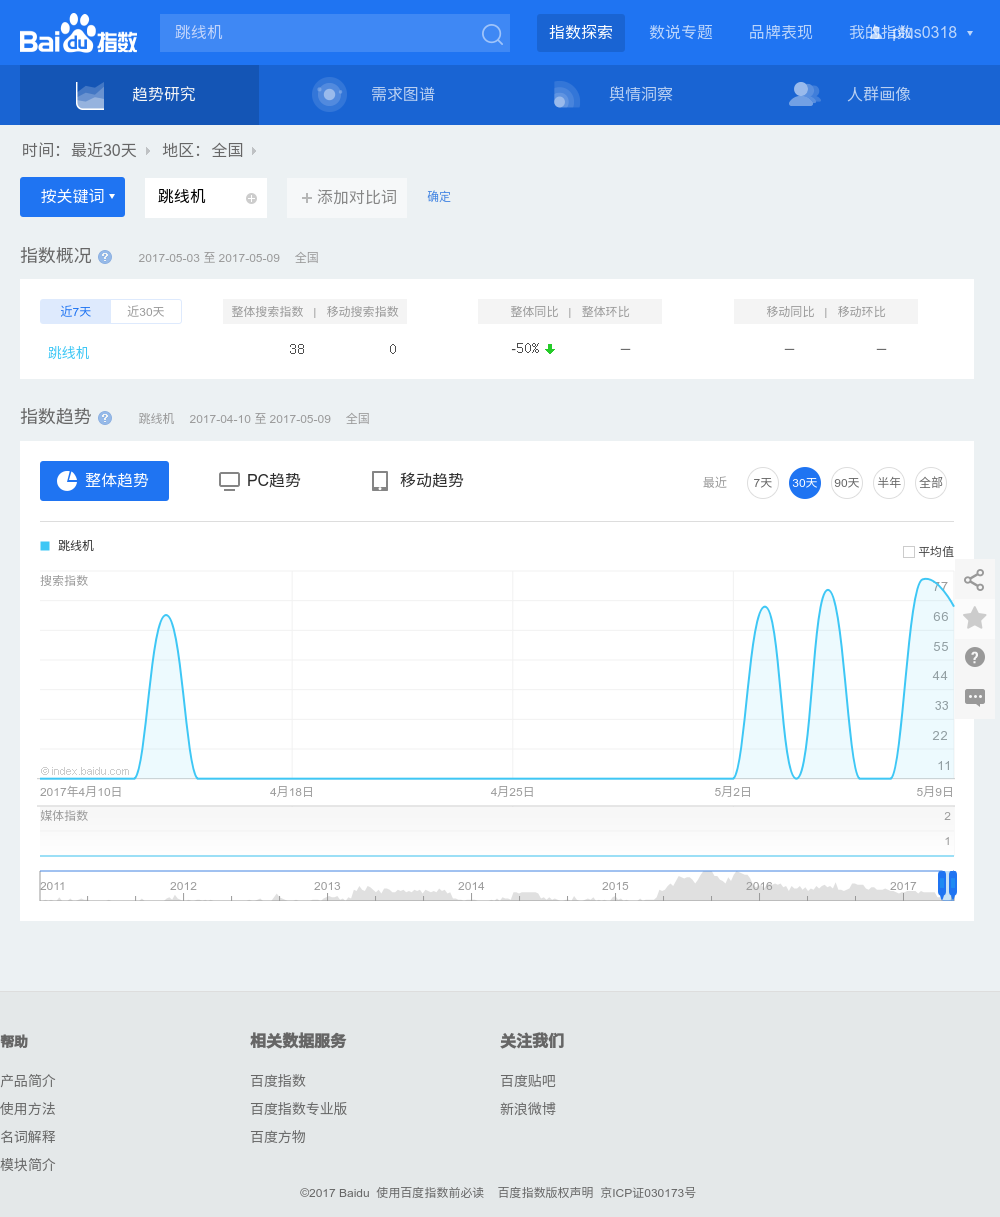 Bai du 指数 跳线机 指数探索 数说专题 品牌表现 我的指数 plus0318
趋势研究 需求图谱 舆情洞察 人群画像
时间: 最近30天 地区: 全国
按关键词 跳线机 +添加对比词 确定
指数概况 ? 2017-05-03 至 2017-05-09 全国
近7天 近30天 整体搜索指数 | 移动搜索指数 整体同比 | 整体环比 移动同比 | 移动环比
跳线机 38 0 -50% — — —
指数趋势 ? 跳线机 2017-04-10 至 2017-05-09 全国
整体趋势 PC趋势 移动趋势 最近 7天 30天 90天 半年 全部
跳线机
平均值
搜索指数
77
66
55
44
33
22
11
©index.baidu.com
2017年4月10日 4月18日 4月25日 5月2日 5月9日
媒体指数 2
1
2011 2012 2013 2014 2015 2016 2017
帮助 相关数据服务 关注我们
产品简介 百度指数 百度贴吧
使用方法 百度指数专业版 新浪微博
名词解释 百度方物
模块简介
©2017 Baidu 使用百度指数前必读 百度指数版权声明 京ICP证030173号